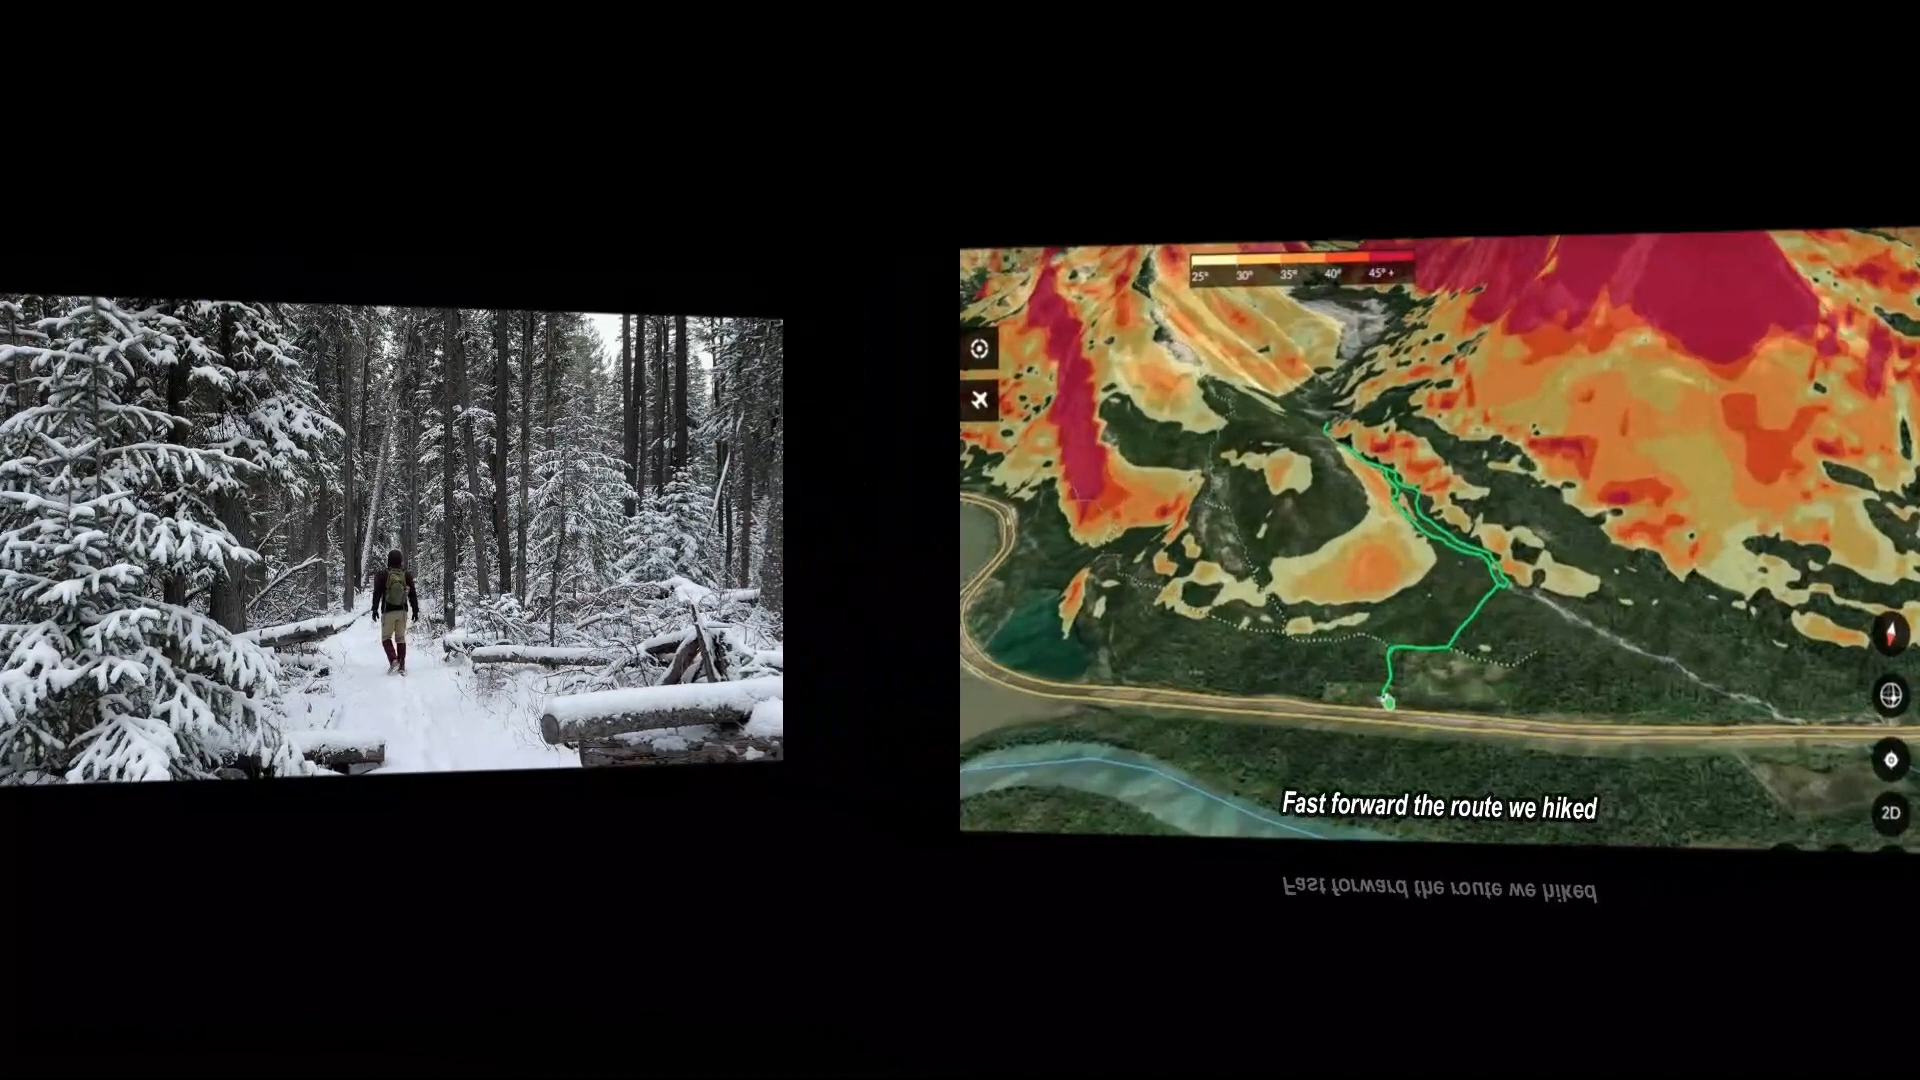 25° 30° 35° 40° 45° +
2D
Fast forward the route we hiked
Fast forward the route we hiked